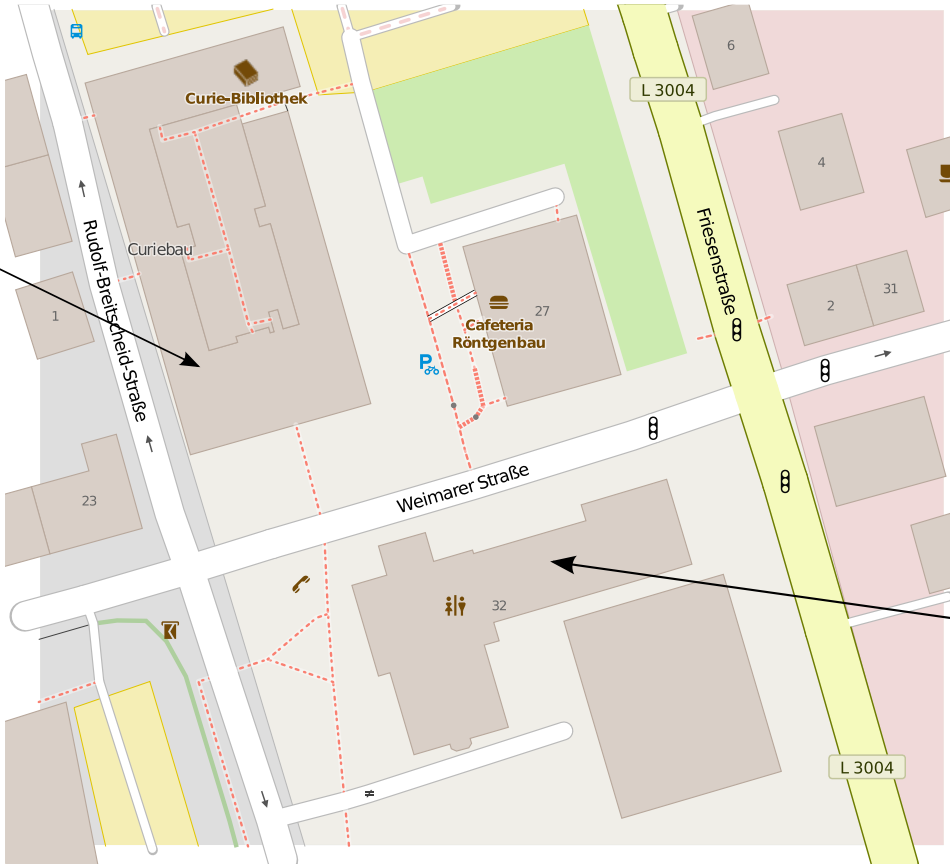 6
L 3004
Curie-Bibliothek
4
Friesenstraße
Rudolf-Breitscheid-Straße
Curiebau
31
2
27
1
Cafeteria
Röntgenbau
P
Weimarer Straße
23
32
L 3004